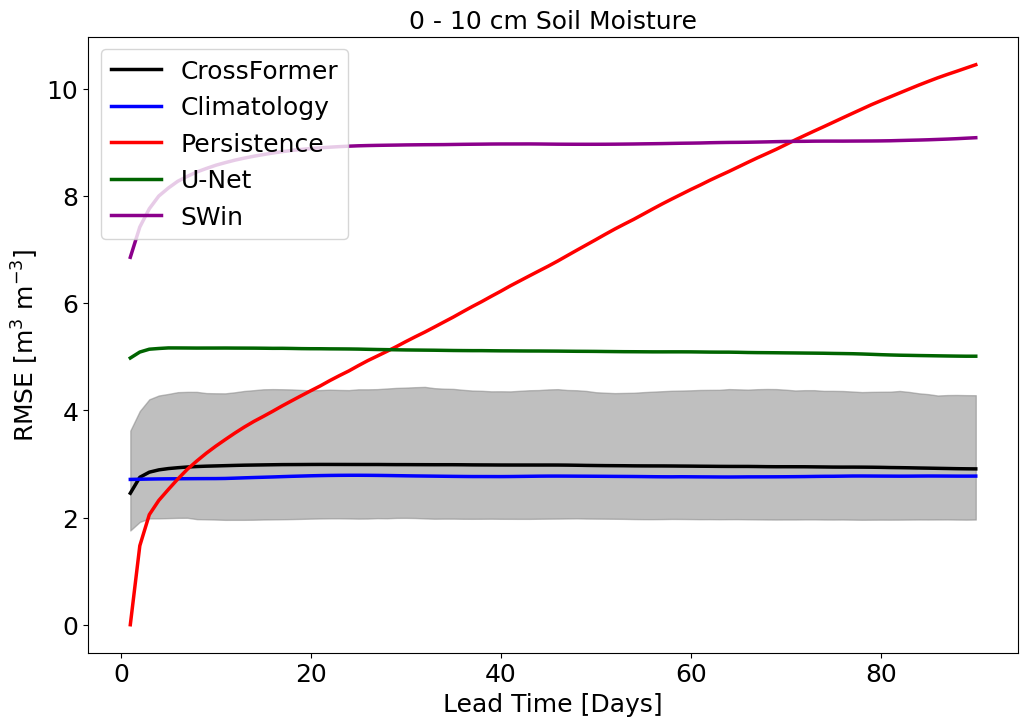 0 - 10 cm Soil Moisture
CrossFormer
Climatology
Persistence
U-Net
SWin
RMSE [m³ m⁻³]
10
8
6
4
2
0
0 20 40 60 80
Lead Time [Days]